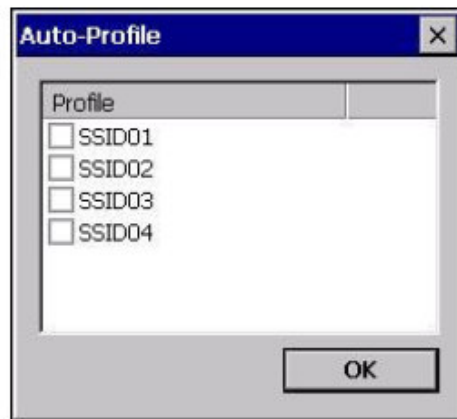 Auto-Profile
Profile
SSID01
SSID02
SSID03
SSID04
OK